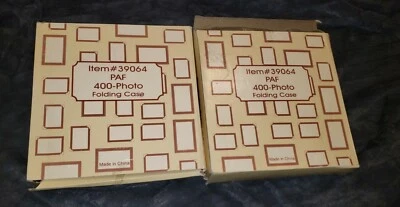 Item#39064
PAF
400-Photo
Folding Case
Made in China
Item#39064
PAF
400-Photo
Folding Case
Made in China